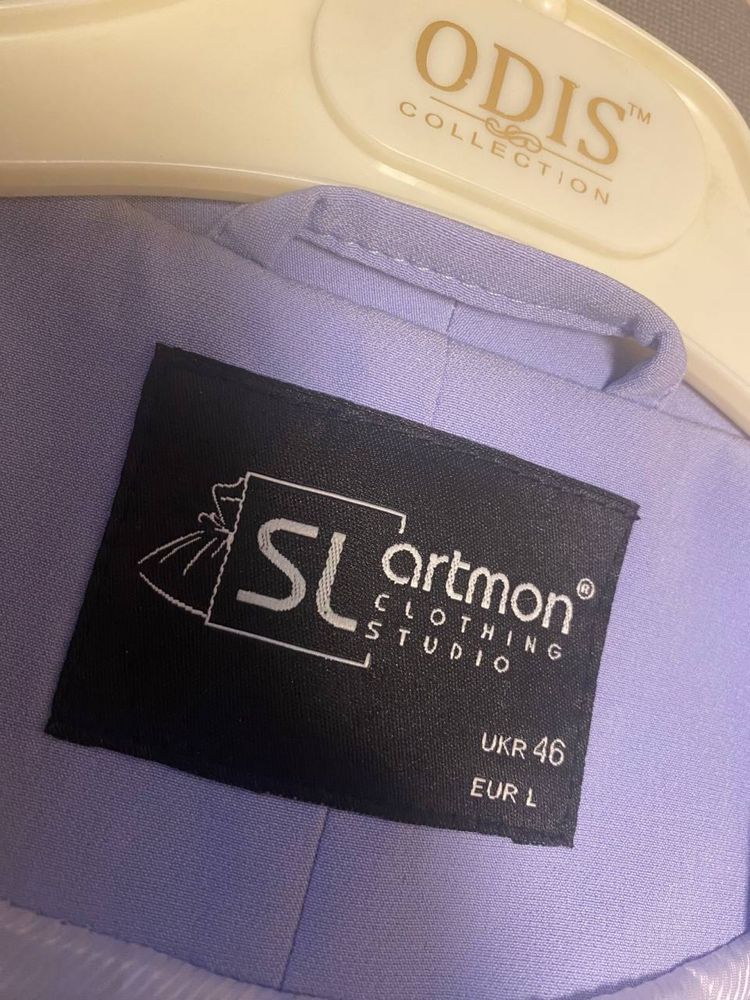 ODIS™
COLLECTION
SL artmon®
CLOTHING
STUDIO
UKR 46
EUR L